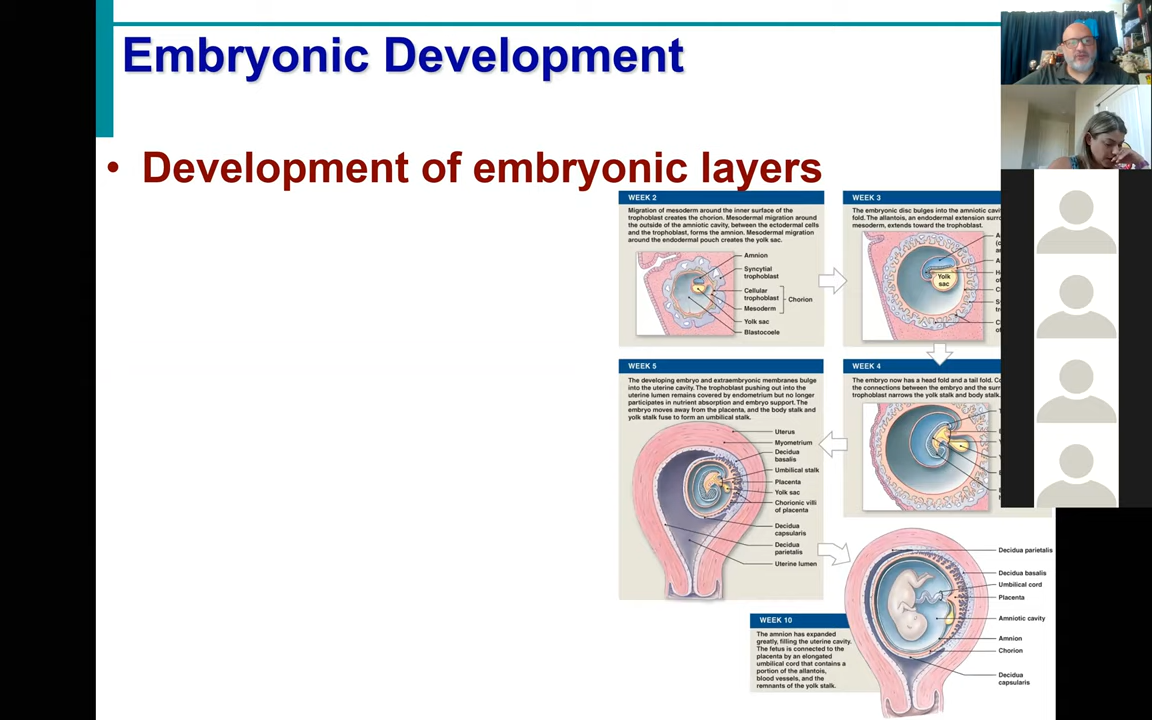 Embryonic Development
• Development of embryonic layers
WEEK 2
Migration of mesoderm around the inner surface of the
trophoblast creates the chorion. Mesodermal migration around
the outside of the amniotic cavity, between the ectodermal cells
and the trophoblast, forms the amnion. Mesodermal migration
around the endodermal pouch creates the yolk sac.
Amnion
Syncytial
trophoblast
Cellular
trophoblast
Mesoderm
Chorion
Yolk sac
Blastocoele
WEEK 3
The embryonic disc bulges into the amniotic
fold. The allantois, an endodermal extension
mesoderm, extends toward the trophoblast.
Yolk
sac
WEEK 5
The developing embryo and extraembryonic membranes bulge
into the uterine cavity. The trophoblast pushing out into the
uterine lumen remains covered by endometrium but no longer
participates in nutrient absorption and embryo support. The
embryo moves away from the placenta, and the body stalk and
yolk stalk fuse to form an umbilical stalk.
Uterus
Myometrium
Decidua
basalis
Umbilical stalk
Placenta
Yolk sac
Chorionic villi
of placenta
Decidua
capsularis
Decidua
parietalis
Uterine lumen
WEEK 4
The embryo now has a head fold and a tail fold.
the connections between the embryo and the
trophoblast narrows the yolk stalk and body stalk.
WEEK 10
The amnion has expanded
greatly, filling the uterine cavity.
The fetus is connected to the
placenta by an elongated
umbilical cord that contains a
portion of the allantois,
blood vessels, and the
remnants of the yolk stalk.
Decidua parietalis
Decidua basalis
Umbilical cord
Placenta
Amniotic cavity
Amnion
Chorion
Decidua
capsularis